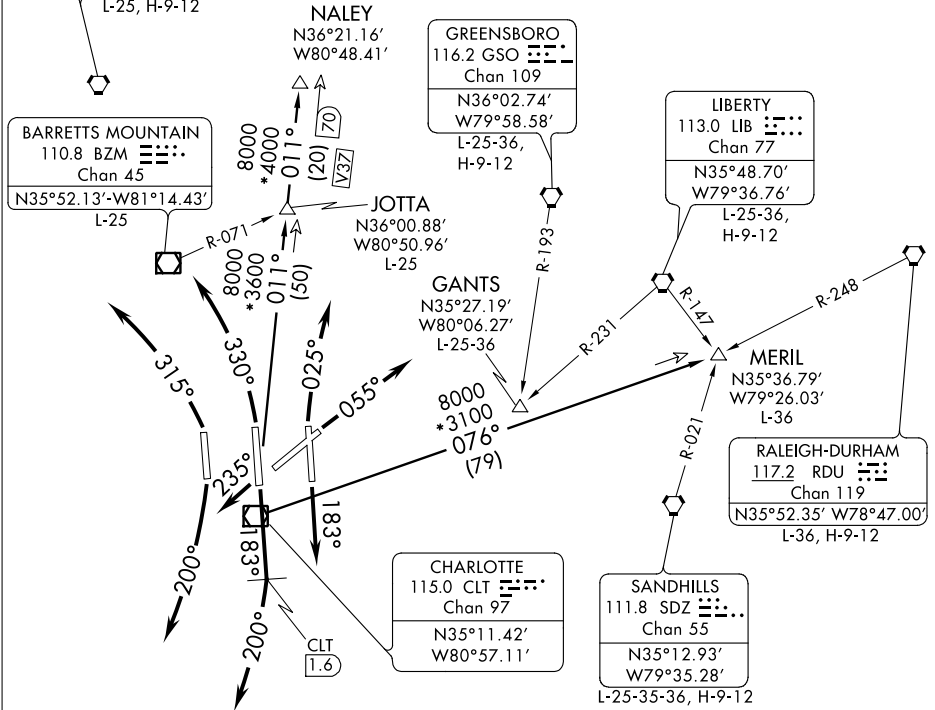 L-25, H-9-12
NALEY
N36°21.16’
W80°48.41’
GREENSBORO
116.2 GSO
Chan 109
N36°02.74’
W79°58.58’
L-25-36,
H-9-12
LIBERTY
113.0 LIB
Chan 77
N35°48.70’
W79°36.76’
L-25-36,
H-9-12
BARRETTS MOUNTAIN
110.8 BZM
Chan 45
N35°52.13’-W81°14.43’
L-25
8000
*4000
011°
(20)
70
V37
R-071
JOTTA
N36°00.88’
W80°50.96’
L-25
8000
*3600
011°
(50)
R-193
GANTS
N35°27.19’
W80°06.27’
L-25-36
R-231
R-147
R-248
MERIL
N35°36.79’
W79°26.03’
L-36
315°
330°
025°
055°
8000
*3100
076°
(79)
R-021
RALEIGH-DURHAM
117.2 RDU
Chan 119
N35°52.35’ W78°47.00’
L-36, H-9-12
235°
183°
183°
200°
200°
CLT
1.6
CHARLOTTE
115.0 CLT
Chan 97
N35°11.42’
W80°57.11’
SANDHILLS
111.8 SDZ
Chan 55
N35°12.93’
W79°35.28’
L-25-35-36, H-9-12